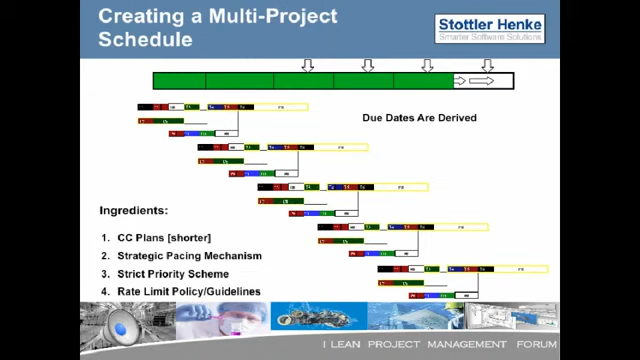 Creating a Multi-Project
Schedule
Stottler Henke
Smarter Software Solutions
Due Dates Are Derived
Ingredients:
1. CC Plans [shorter]
2. Strategic Pacing Mechanism
3. Strict Priority Scheme
4. Rate Limit Policy/Guidelines
LEAN PROJECT MANAGEMENT FORUM